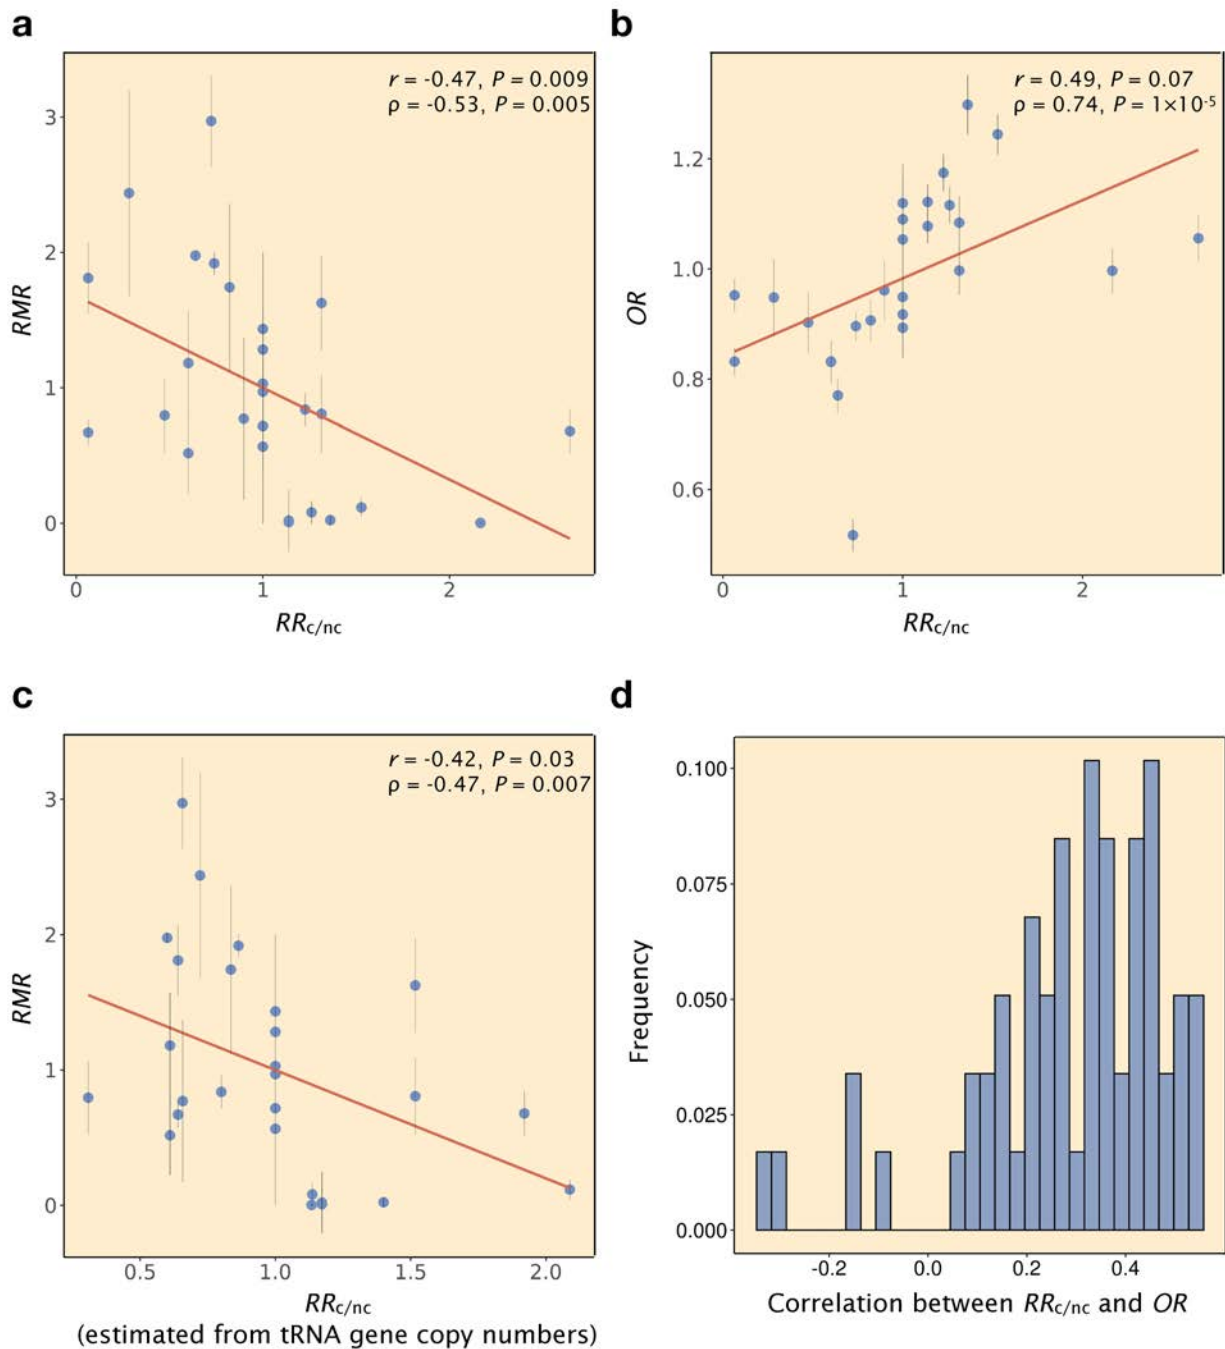 a
r = -0.47, P = 0.009
ρ = -0.53, P = 0.005
3
2
1
0
RMR
0 1 2
RRc/nc
b
r = 0.49, P = 0.07
ρ = 0.74, P = 1×10-5
1.2
1.0
0.8
0.6
OR
0 1 2
RRc/nc
c
r = -0.42, P = 0.03
ρ = -0.47, P = 0.007
3
2
1
0
RMR
0.5 1.0 1.5 2.0
RRc/nc
(estimated from tRNA gene copy numbers)
d
0.100
0.075
0.050
0.025
0.000
Frequency
-0.2 0.0 0.2 0.4
Correlation between RRc/nc and OR